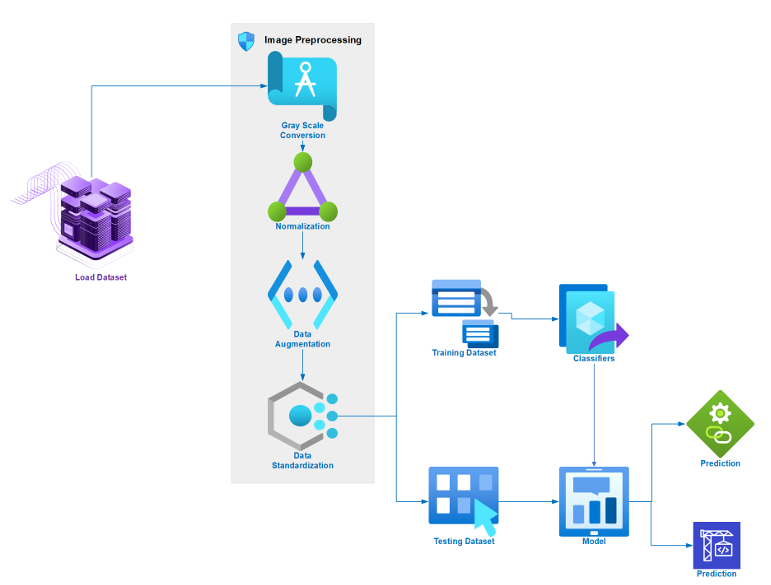 Image Preprocessing
Gray Scale
Conversion
Normalization
Load Dataset
Data
Augmentation
Training Dataset
Classifiers
Data
Standardization
Prediction
Testing Dataset
Model
Prediction